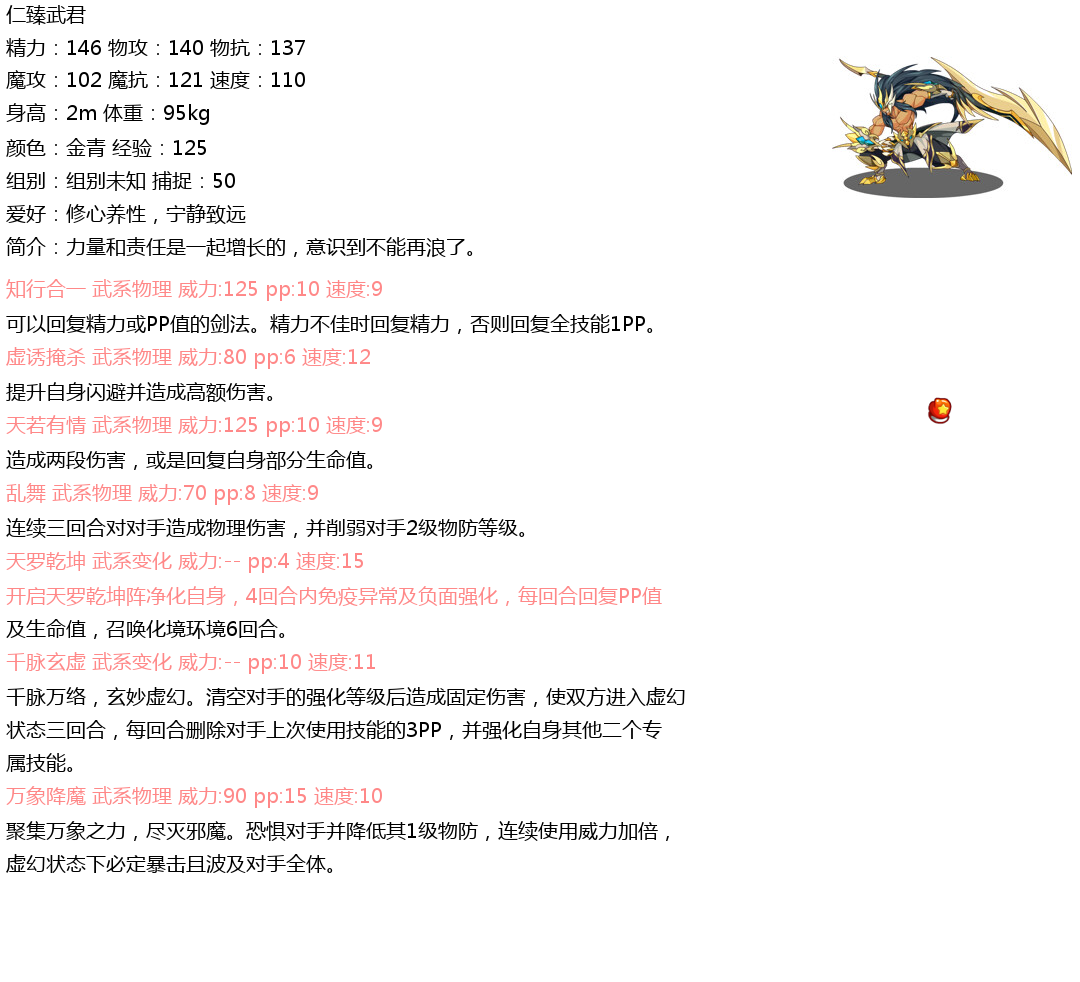 仁臻武君
精力：146 物攻：140 物抗：137
魔攻：102 魔抗：121 速度：110
身高：2m 体重：95kg
颜色：金青 经验：125
组别：组别未知 捕捉：50
爱好：修心养性，宁静致远
简介：力量和责任是一起增长的，意识到不能再浪了。
知行合一 武系物理 威力:125 pp:10 速度:9
可以回复精力或PP值的剑法。精力不佳时回复精力，否则回复全技能1PP。
虚诱掩杀 武系物理 威力:80 pp:6 速度:12
提升自身闪避并造成高额伤害。
天若有情 武系物理 威力:125 pp:10 速度:9
造成两段伤害，或是回复自身部分生命值。
乱舞 武系物理 威力:70 pp:8 速度:9
连续三回合对对手造成物理伤害，并削弱对手2级物防等级。
天罗乾坤 武系变化 威力:-- pp:4 速度:15
开启天罗乾坤阵净化自身，4回合内免疫异常及负面强化，每回合回复PP值
及生命值，召唤化境环境6回合。
千脉玄虚 武系变化 威力:-- pp:10 速度:11
千脉万络，玄妙虚幻。清空对手的强化等级后造成固定伤害，使双方进入虚幻
状态三回合，每回合删除对手上次使用技能的3PP，并强化自身其他二个专
属技能。
万象降魔 武系物理 威力:90 pp:15 速度:10
聚集万象之力，尽灭邪魔。恐惧对手并降低其1级物防，连续使用威力加倍，
虚幻状态下必定暴击且波及对手全体。